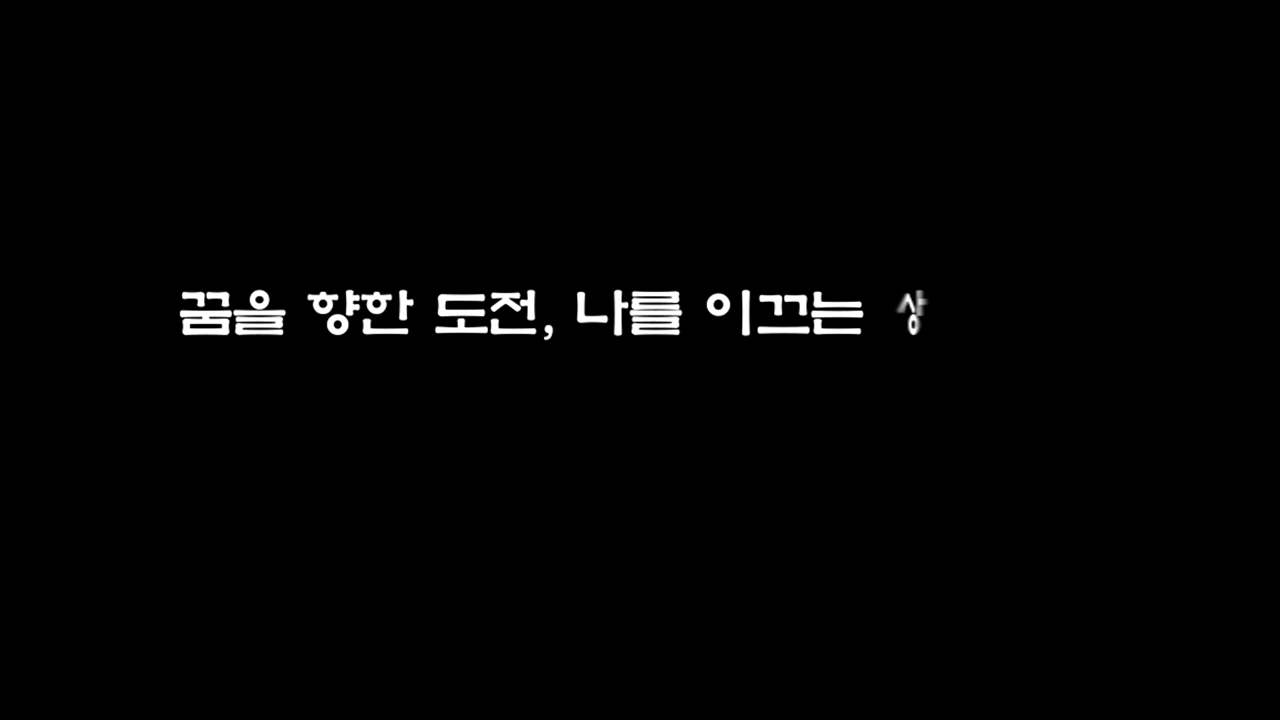 꿈을 향한 도전, 나를 이끄는 상